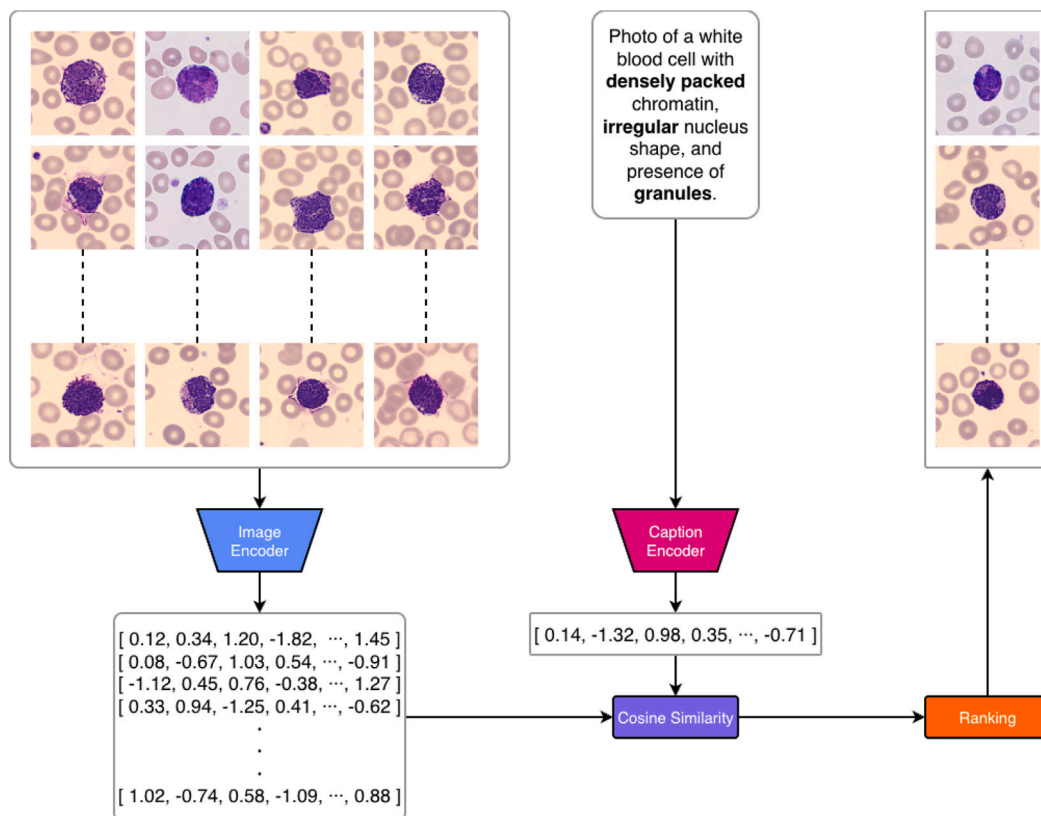 Photo of a white
blood cell with
densely packed
chromatin,
irregular nucleus
shape, and
presence of
granules.
Image
Encoder
Caption
Encoder
[ 0.12, 0.34, 1.20, -1.82, ···, 1.45 ]
[ 0.08, -0.67, 1.03, 0.54, ···, -0.91 ]
[ -1.12, 0.45, 0.76, -0.38, ···, 1.27 ]
[ 0.33, 0.94, -1.25, 0.41, ···, -0.62 ]
.
.
.
[ 1.02, -0.74, 0.58, -1.09, ···, 0.88 ]
[ 0.14, -1.32, 0.98, 0.35, ···, -0.71 ]
Cosine Similarity
Ranking